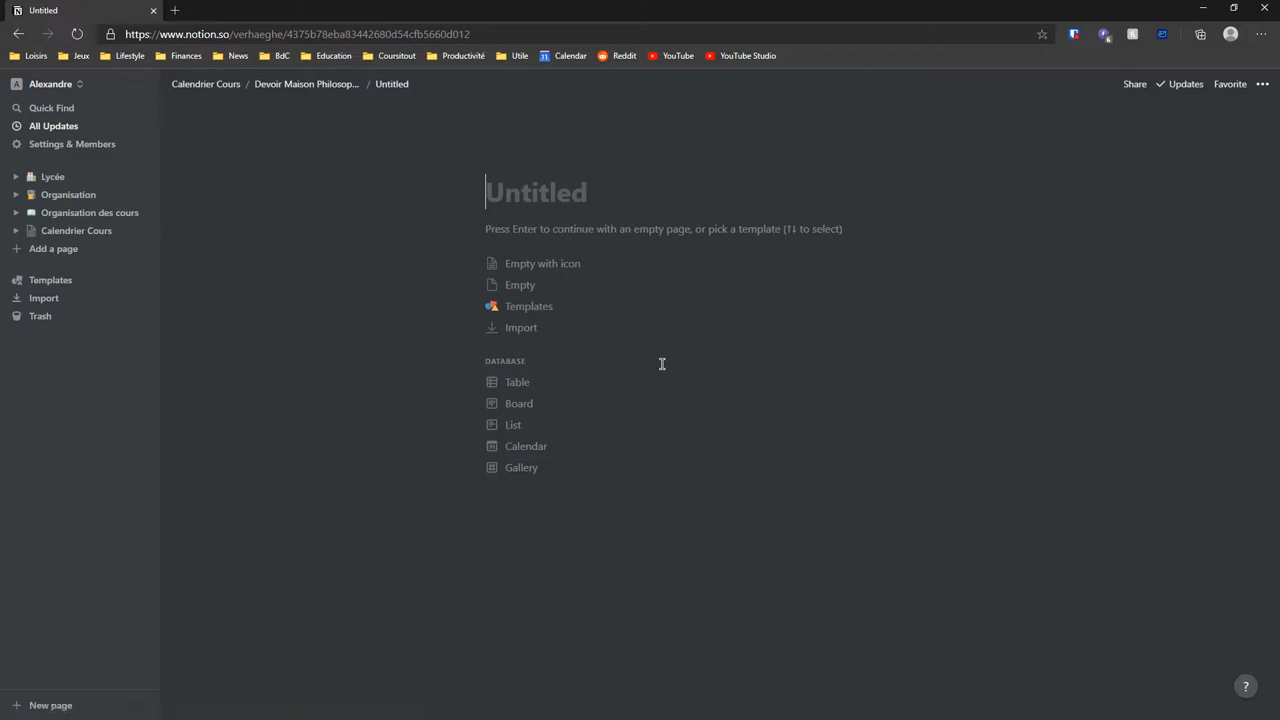 Untitled
https://www.notion.so/verhaeghe/4375b78eba83442680d54cfb5660d012
Loisirs Jeux Lifestyle Finances News BdC Education Coursitout Productivité Utile Calendar Reddit YouTube YouTube Studio
A Alexandre
Calendrier Cours / Devoir Maison Philosop... / Untitled
Share Updates Favorite
Quick Find
All Updates
Settings & Members
Lycée
Organisation
Organisation des cours
Calendrier Cours
Add a page
Templates
Import
Trash
Untitled
Press Enter to continue with an empty page, or pick a template (↑↓ to select)
Empty with icon
Empty
Templates
Import
DATABASE
Table
Board
List
Calendar
Gallery
New page
?